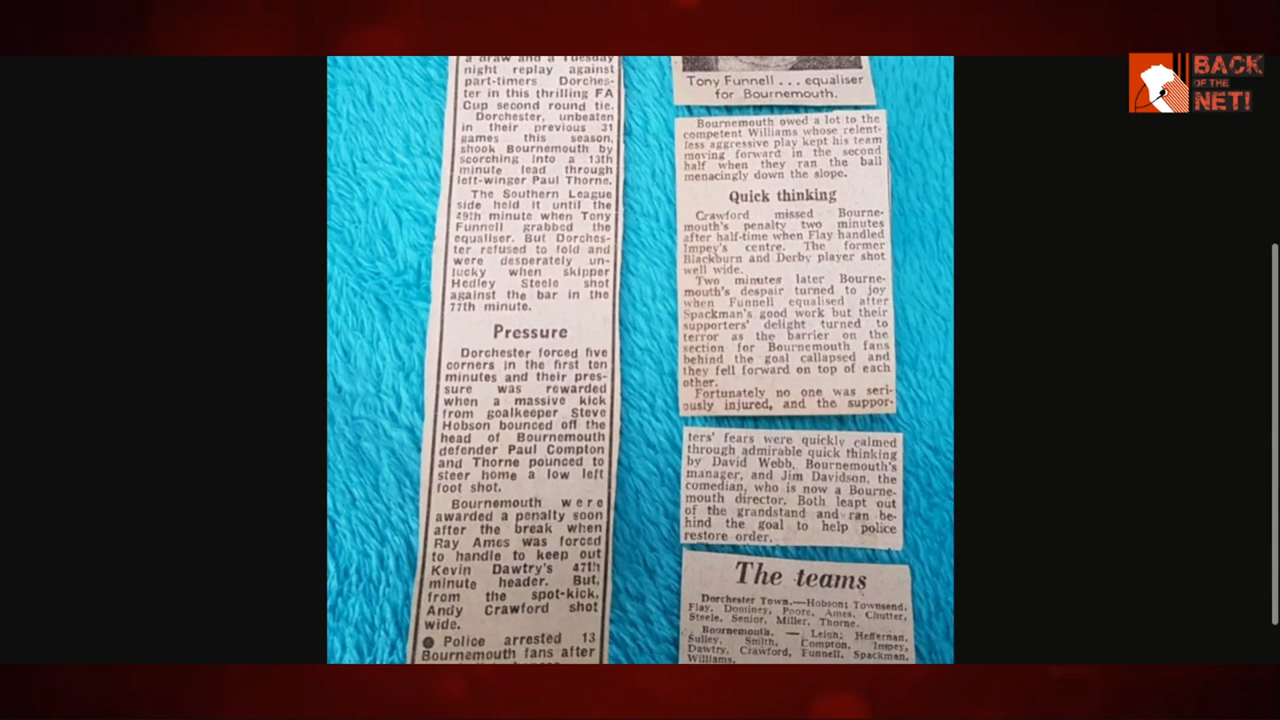 a draw and a Tuesday
night replay against
part-timers Dorches-
ter in this thrilling FA
Cup second round tie.
Dorchester, unbeaten
in their previous 31
games this season,
shook Bournemouth by
scorching into a 13th
minute lead through
left-winger Paul Thorne.
The Southern League
side held it until the
49th minute when Tony
Funnell grabbed the
equaliser. But Dorches-
ter refused to fold and
were desperately un-
lucky when skipper
Hedley Steele shot
against the bar in the
77th minute.
Pressure
Dorchester forced five
corners in the first ten
minutes and their pres-
sure was rewarded
when a massive kick
from goalkeeper Steve
Hobson bounced off the
head of Bournemouth
defender Paul Compton
and Thorne pounced to
steer home a low left
foot shot.
Bournemouth were
awarded a penalty soon
after the break when
Ray Ames was forced
to handle to keep out
Kevin Dawtry's 47th
minute header. But,
from the spot-kick,
Andy Crawford shot
wide.
● Police arrested 13
Bournemouth fans after
Tony Funnell . . . equaliser
for Bournemouth.
Bournemouth owed a lot to the
competent Williams whose relent-
less aggressive play kept his team
moving forward in the second
half when they ran the ball
menacingly down the slope.
Quick thinking
Crawford missed Bourne-
mouth's penalty two minutes
after half-time when Flay handled
Impey's centre. The former
Blackburn and Derby player shot
well wide.
Two minutes later Bourne-
mouth's despair turned to joy
when Funnell equalised after
Spackman's good work but their
supporters' delight turned to
terror as the barrier on the
section for Bournemouth fans
behind the goal callapsed and
they fell forward on top of each
other.
Fortunately no one was seri-
ously injured, and the suppor-
ters' fears were quickly calmed
through admirable quick thinking
by David Webb, Bournemouth's
manager, and Jim Davidson, the
comedian, who is now a Bourne-
mouth director. Both leapt out
of the grandstand and ran be-
hind the goal to help police
restore order.
The teams
Dorchester Town.—Hobson; Townsend,
Flay, Dominey, Poore, Ames, Chutter,
Steele, Senior, Miller, Thorne.
Bournemouth. — Leigh; Heffernan,
Sulley, Smith, Compton, Impey,
Dawtry, Crawford, Funnell, Spackman,
Williams.
BACK
OF THE
NET!